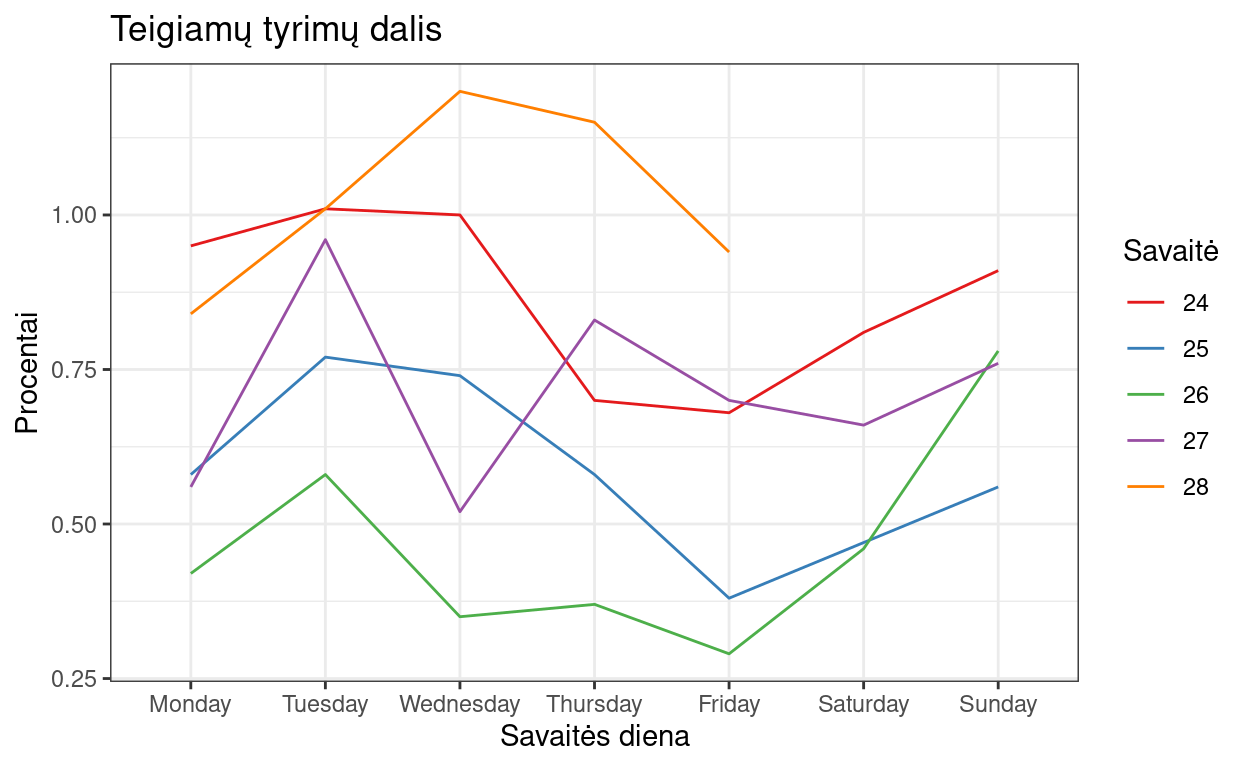 Teigiamų tyrimų dalis
Procentai
1.00
0.75
0.50
0.25
Monday Tuesday Wednesday Thursday Friday Saturday Sunday
Savaitės diena
Savaitė
24
25
26
27
28